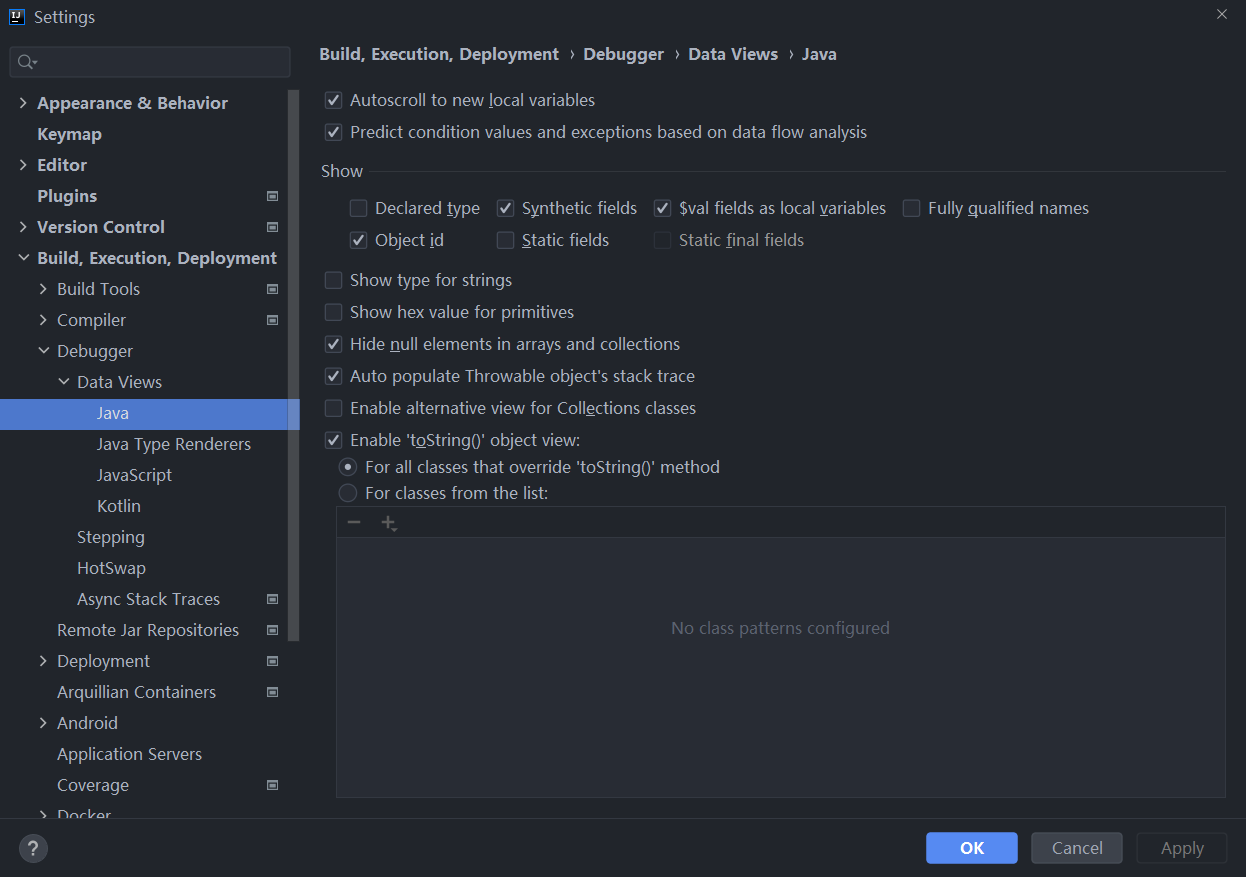 Settings
Build, Execution, Deployment › Debugger › Data Views › Java
Appearance & Behavior
Keymap
Editor
Plugins
Version Control
Build, Execution, Deployment
Build Tools
Compiler
Debugger
Data Views
Java
Java Type Renderers
JavaScript
Kotlin
Stepping
HotSwap
Async Stack Traces
Remote Jar Repositories
Deployment
Arquillian Containers
Android
Application Servers
Coverage
Docker
Autoscroll to new local variables
Predict condition values and exceptions based on data flow analysis
Show
Declared type Synthetic fields $val fields as local variables Fully qualified names
Object id Static fields Static final fields
Show type for strings
Show hex value for primitives
Hide null elements in arrays and collections
Auto populate Throwable object's stack trace
Enable alternative view for Collections classes
Enable 'toString()' object view:
For all classes that override 'toString()' method
For classes from the list:
No class patterns configured
? OK Cancel Apply